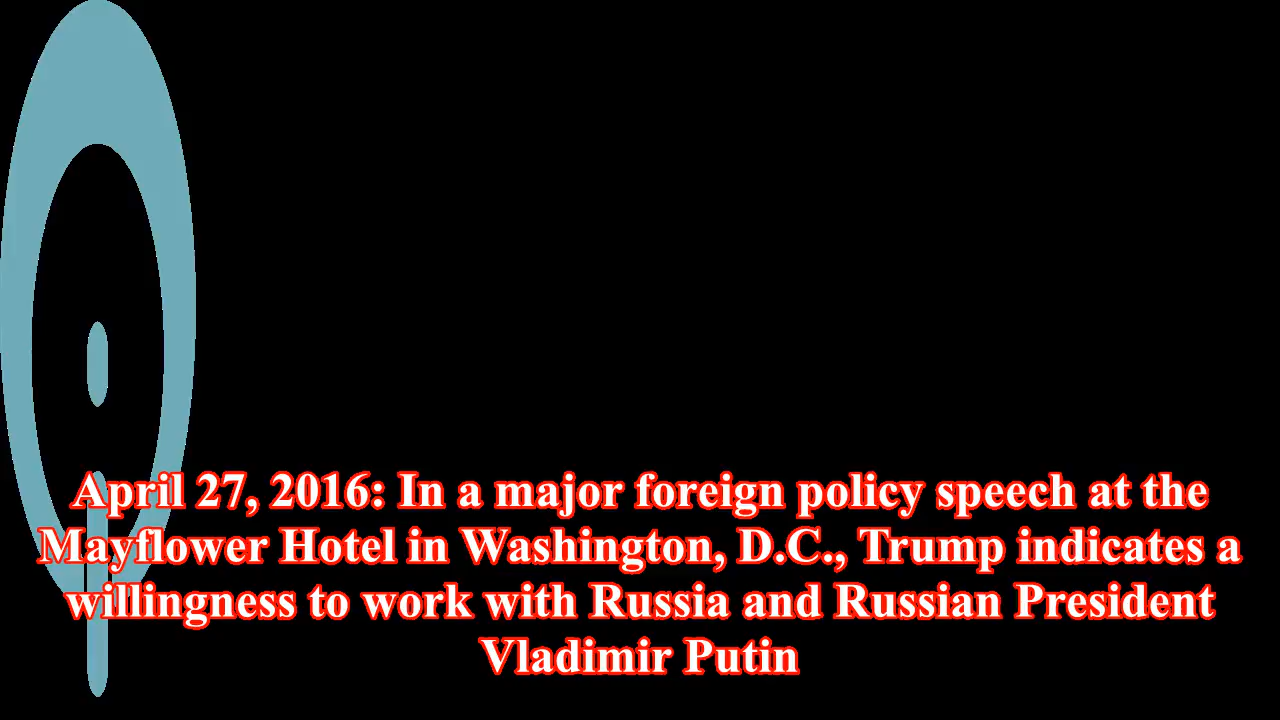 April 27, 2016: In a major foreign policy speech at the
Mayflower Hotel in Washington, D.C., Trump indicates a
willingness to work with Russia and Russian President
Vladimir Putin